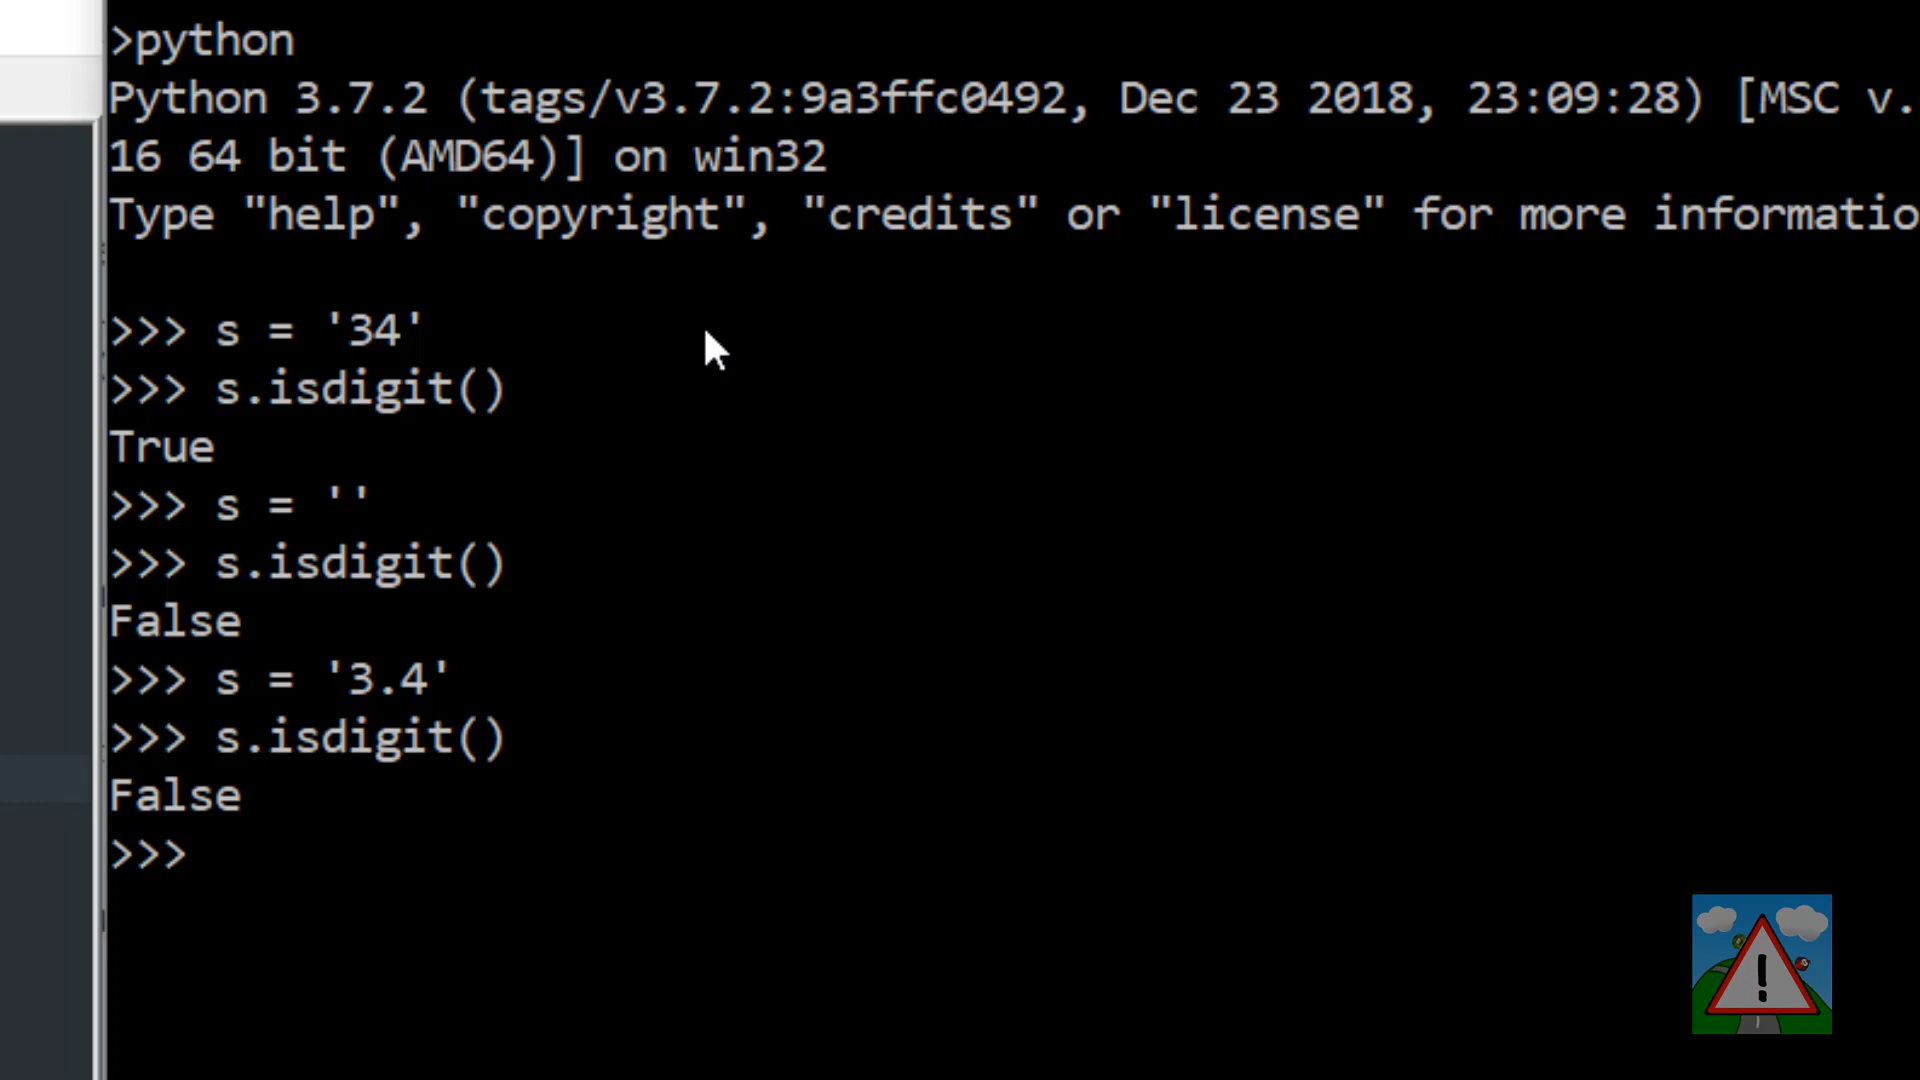 >python
Python 3.7.2 (tags/v3.7.2:9a3ffc0492, Dec 23 2018, 23:09:28) [MSC v.
16 64 bit (AMD64)] on win32
Type "help", "copyright", "credits" or "license" for more informatio
>>> s = '34'
>>> s.isdigit()
True
>>> s = ''
>>> s.isdigit()
False
>>> s = '3.4'
>>> s.isdigit()
False
>>>
!